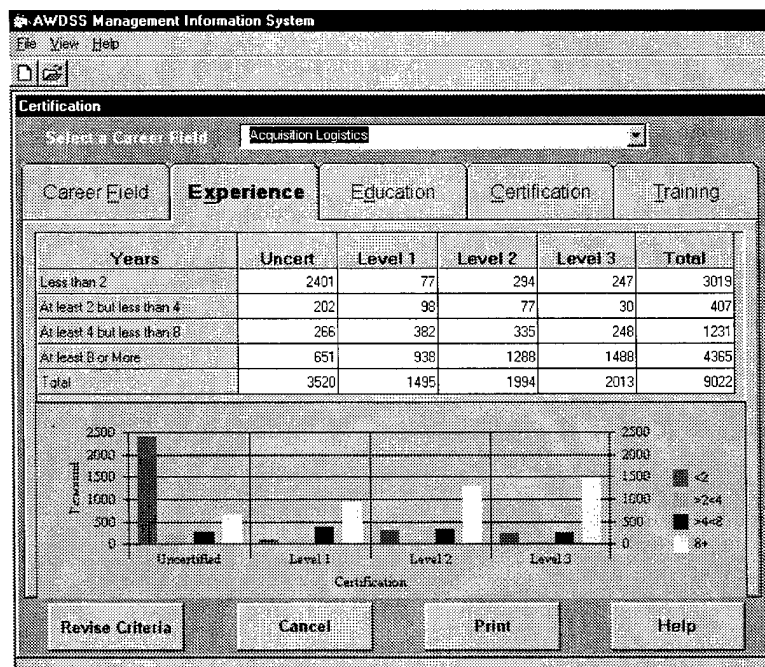 AWDSS Management Information System
File View Help
Certification
Select a Career Field Acquisition Logistics
Career Field Experience Education Certification Training
Years Uncert Level 1 Level 2 Level 3 Total
Less than 2 2401 77 294 247 3019
At least 2 but less than 4 202 98 77 30 407
At least 4 but less than 8 266 382 335 248 1231
At least 8 or More 651 938 1288 1488 4365
Total 3520 1495 1994 2013 9022
2500 2500
2000 2000
1500 1500
1000 1000
500 500
0 0
Personnel
<2
>2<4
>4<8
8+
Uncertified Level 1 Level 2 Level 3
Certification
Revise Criteria Cancel Print Help